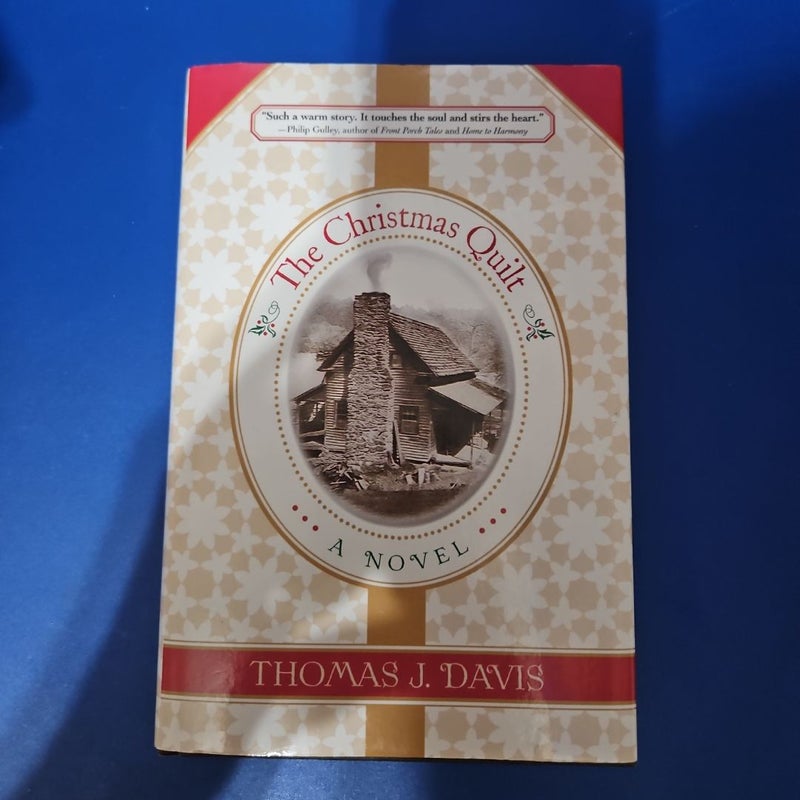 "Such a warm story. It touches the soul and stirs the heart."
—Philip Gulley, author of Front Porch Tales and Home to Harmony
The Christmas Quilt
A NOVEL
THOMAS J. DAVIS